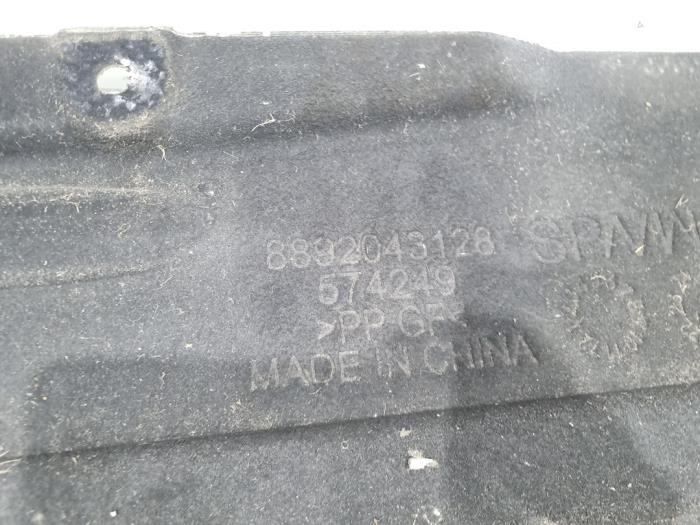 8892043128
574249
>PP GF<
MADE IN CHINA